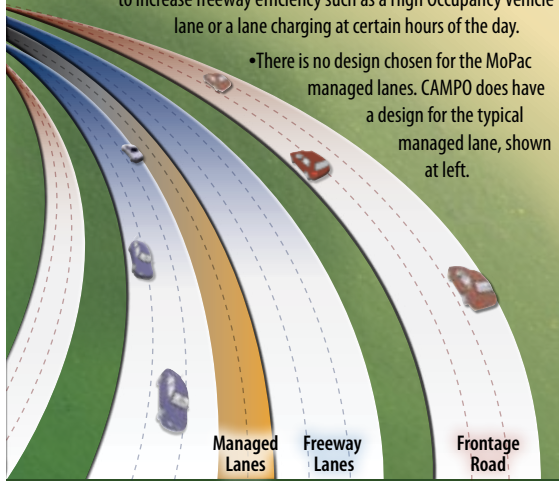 to increase freeway efficiency such as a High Occupancy Vehicle
lane or a lane charging at certain hours of the day.
•There is no design chosen for the MoPac
managed lanes. CAMPO does have
a design for the typical
managed lane, shown
at left.
Managed
Lanes
Freeway
Lanes
Frontage
Road